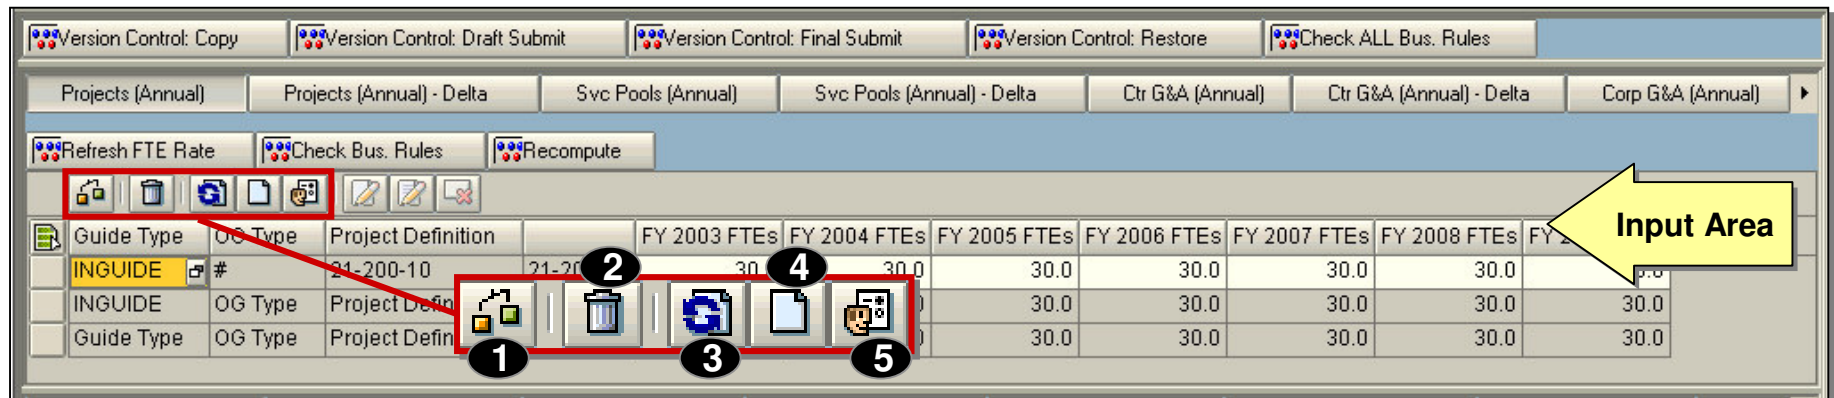 Version Control: Copy Version Control: Draft Submit Version Control: Final Submit Version Control: Restore Check ALL Bus. Rules
Projects (Annual) Projects (Annual) - Delta Svc Pools (Annual) Svc Pools (Annual) - Delta Ctr G&A (Annual) Ctr G&A (Annual) - Delta Corp G&A (Annual)
Refresh FTE Rate Check Bus. Rules Recompute
Input Area
Guide Type OG Type Project Definition FY 2003 FTEs FY 2004 FTEs FY 2005 FTEs FY 2006 FTEs FY 2007 FTEs FY 2008 FTEs FY
INGUIDE # 21-200-10 30.0 30.0 30.0 30.0 30.0
2 4
INGUIDE OG Type 30.0 30.0 30.0 30.0 30.0
Guide Type OG Type 30.0 30.0 30.0 30.0 30.0
1 3 5